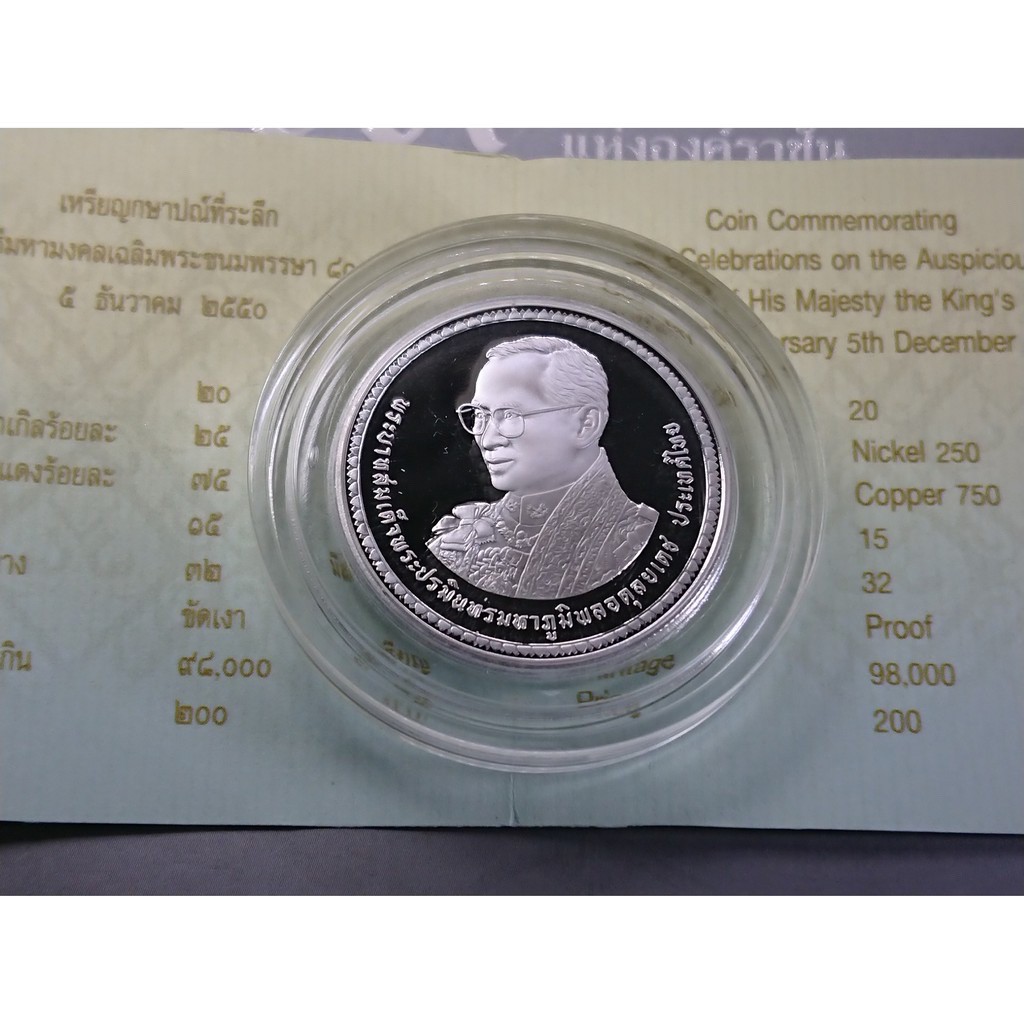 แห่งองค์ราชัน
เหรียญกษาปณ์ที่ระลึก
มหามงคลเฉลิมพระชนมพรรษา ๘๐
๕ ธันวาคม ๒๕๕๐
๒๐
ร้อยละ ๒๕
แดงร้อยละ ๗๕
๑๕
๓๒
ขัดเงา
๙๘,๐๐๐
๒๐๐
พระบาทสมเด็จพระปรมินทรมหาภูมิพลอดุลยเดช ประเทศไทย
Coin Commemorating
Celebrations on the Auspicious
His Majesty the King's
5th December
20
Nickel 250
Copper 750
15
32
Proof
98,000
200